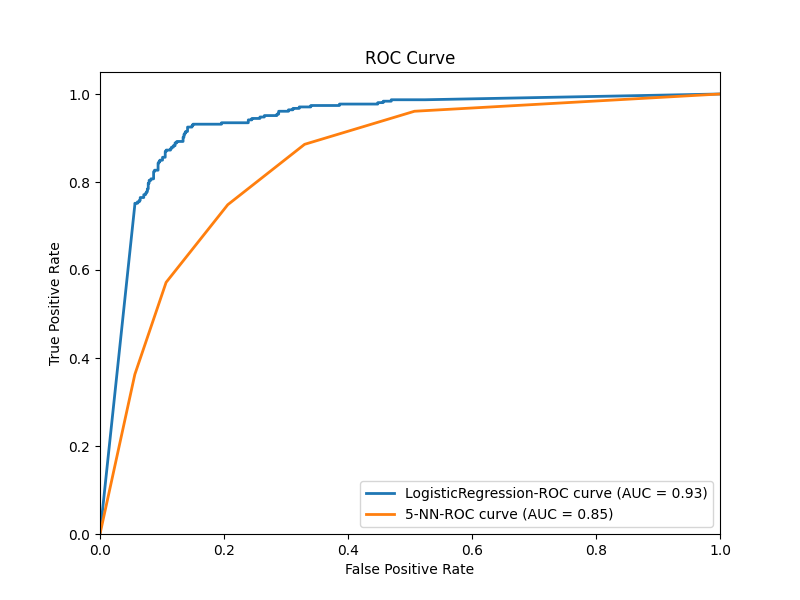 ROC Curve
1.0
0.8
0.6
0.4
0.2
0.0
True Positive Rate
LogisticRegression-ROC curve (AUC = 0.93)
5-NN-ROC curve (AUC = 0.85)
0.0 0.2 0.4 0.6 0.8 1.0
False Positive Rate